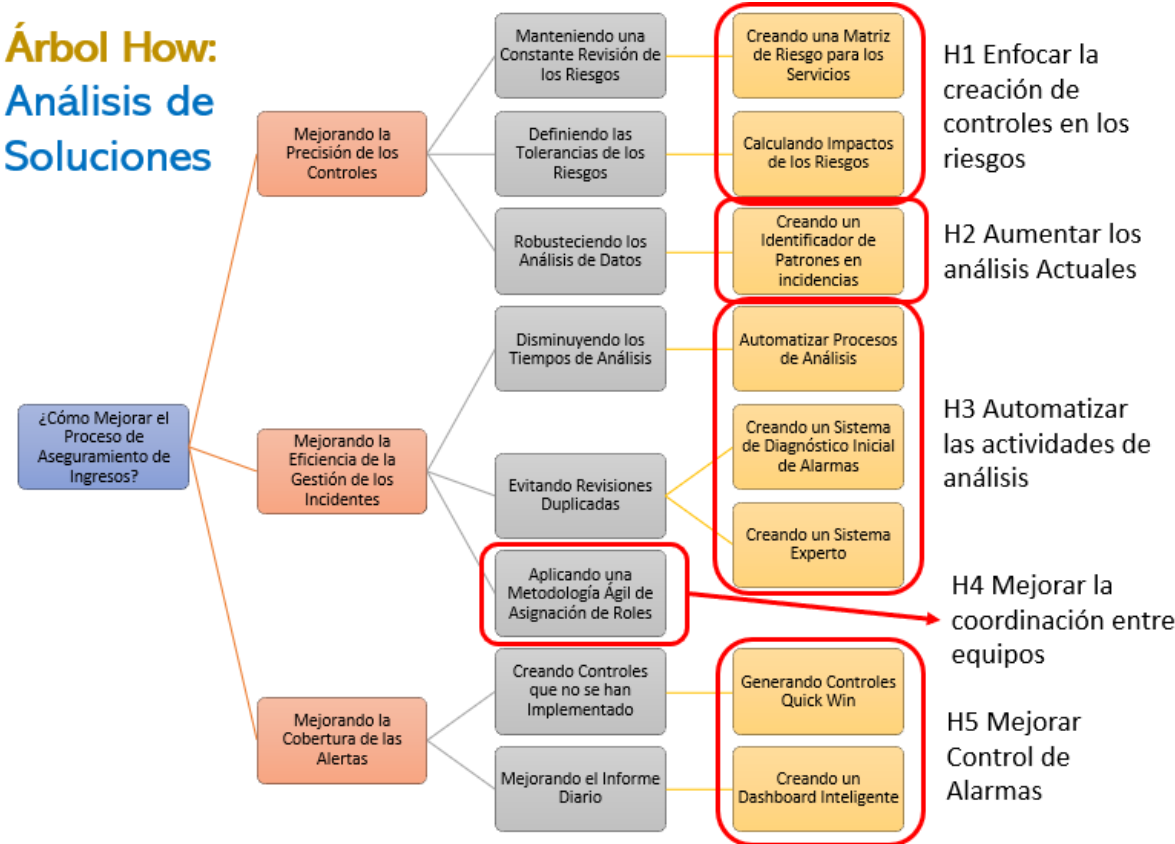 Árbol How:
Análisis de
Soluciones
¿Cómo Mejorar el
Proceso de
Aseguramiento de
Ingresos?
Mejorando la
Precisión de los
Controles
Manteniendo una
Constante Revisión de
los Riesgos
Creando una Matriz
de Riesgo para los
Servicios
Definiendo las
Tolerancias de los
Riesgos
Calculando Impactos
de los Riesgos
H1 Enfocar la
creación de
controles en los
riesgos
Robusteciendo los
Análisis de Datos
Creando un
Identificador de
Patrones en
incidencias
H2 Aumentar los
análisis Actuales
Mejorando la
Eficiencia de la
Gestión de los
Incidentes
Disminuyendo los
Tiempos de Análisis
Automatizar Procesos
de Análisis
Evitando Revisiones
Duplicadas
Creando un Sistema
de Diagnóstico Inicial
de Alarmas
Creando un Sistema
Experto
H3 Automatizar
las actividades de
análisis
Aplicando una
Metodología Ágil de
Asignación de Roles
H4 Mejorar la
coordinación entre
equipos
Mejorando la
Cobertura de las
Alertas
Creando Controles
que no se han
Implementado
Generando Controles
Quick Win
Mejorando el Informe
Diario
Creando un
Dashboard Inteligente
H5 Mejorar
Control de
Alarmas